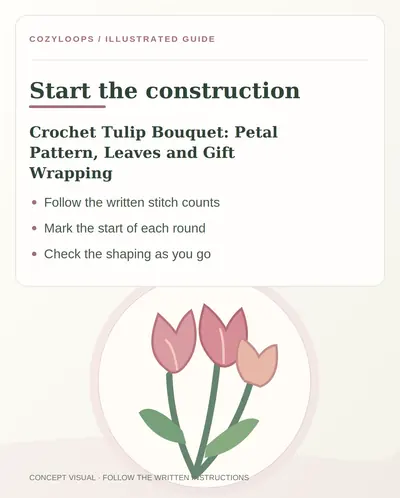 COZYLOOPS / ILLUSTRATED GUIDE
Start the construction
Crochet Tulip Bouquet: Petal
Pattern, Leaves and Gift
Wrapping
• Follow the written stitch counts
• Mark the start of each round
• Check the shaping as you go
CONCEPT VISUAL · FOLLOW THE WRITTEN INSTRUCTIONS